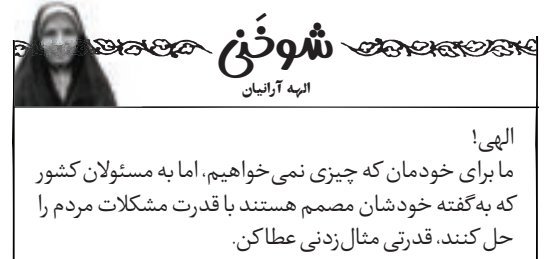 شوخَنی
الهه آرانیان
الهی!
ما برای خودمان که چیزی نمی‌خواهیم، اما به مسئولان کشور
که به‌گفته خودشان مصمم هستند با قدرت مشکلات مردم را
حل کنند، قدرتی مثال‌زدنی عطا کن.